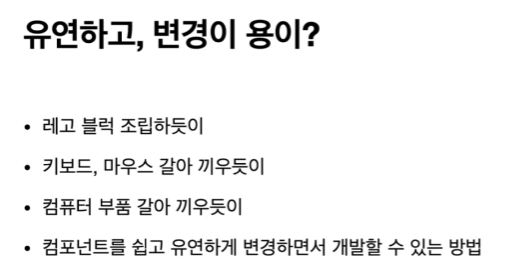 유연하고, 변경이 용이?
• 레고 블럭 조립하듯이
• 키보드, 마우스 갈아 끼우듯이
• 컴퓨터 부품 갈아 끼우듯이
• 컴포넌트를 쉽고 유연하게 변경하면서 개발할 수 있는 방법